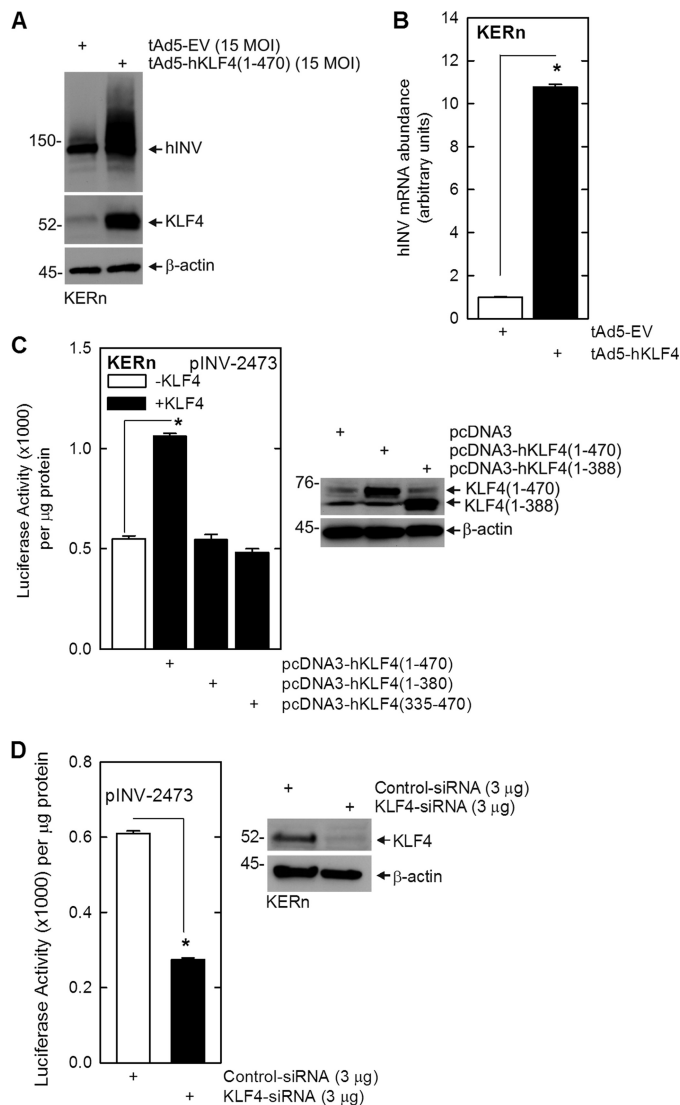 A
+ tAd5-EV (15 MOI)
+ tAd5-hKLF4(1-470) (15 MOI)
150-
hINV
52-
KLF4
45-
β-actin
KERn
B
KERn
*
hINV mRNA abundance
(arbitrary units)
14
12
10
8
6
4
2
0
+ tAd5-EV
+ tAd5-hKLF4
C
KERn pINV-2473
-KLF4
+KLF4
*
Luciferase Activity (x1000)
per µg protein
1.5
1.0
0.5
0.0
+ pcDNA3-hKLF4(1-470)
+ pcDNA3-hKLF4(1-380)
+ pcDNA3-hKLF4(335-470)
+ pcDNA3
+ pcDNA3-hKLF4(1-470)
+ pcDNA3-hKLF4(1-388)
76-
KLF4(1-470)
KLF4(1-388)
45-
β-actin
D
pINV-2473
*
Luciferase Activity (x1000) per µg protein
0.8
0.6
0.4
0.2
0.0
+ Control-siRNA (3 µg)
+ KLF4-siRNA (3 µg)
+ Control-siRNA (3 µg)
+ KLF4-siRNA (3 µg)
52-
KLF4
45-
β-actin
KERn